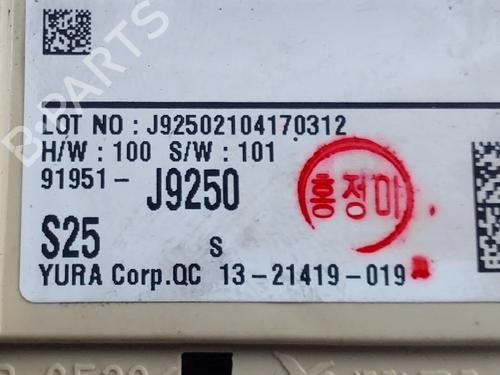 B-PARTS
LOT NO : J92502104170312
H/W : 100 S/W : 101
91951- J9250
홍정미
S25 S
YURA Corp.QC 13-21419-019